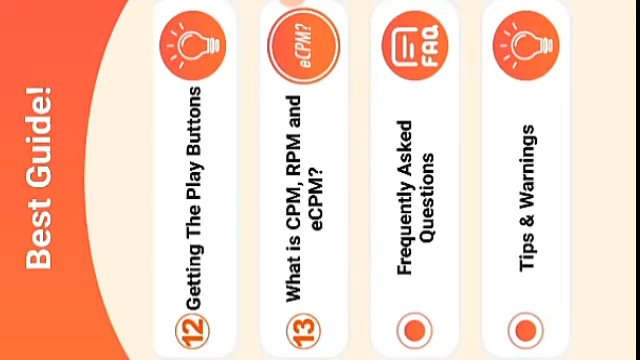 Best Guide!
12 Getting The Play Buttons
13 What is CPM, RPM and
eCPM?
eCPM?
Frequently Asked
Questions
FAQ
Tips & Warnings